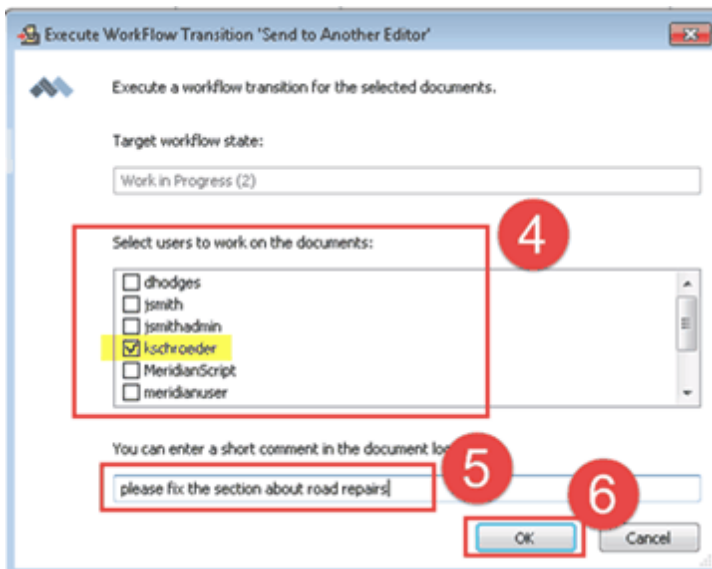 Execute WorkFlow Transition 'Send to Another Editor'
Execute a workflow transition for the selected documents.
Target workflow state:
Work in Progress (2)
4
Select users to work on the documents:
dhodges
jsmith
jsmithadmin
kschroeder
MeridianScript
meridianuser
You can enter a short comment in the document
5
please fix the section about road repairs
6
OK
Cancel